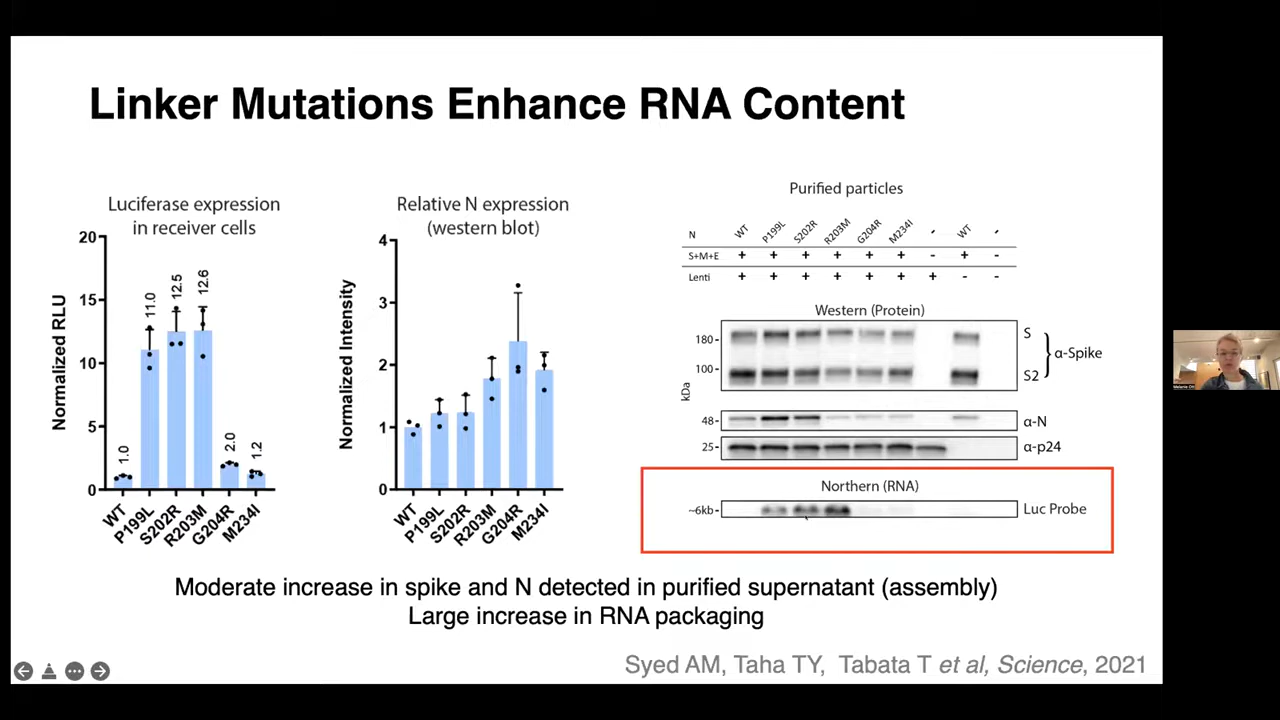 Linker Mutations Enhance RNA Content
Luciferase expression
in receiver cells
Normalized RLU
20
15
10
5
0
1.0
11.0
12.5
12.6
2.0
1.2
WT
P199L
S202R
R203M
G204R
M234I
Relative N expression
(western blot)
Normalized Intensity
4
3
2
1
0
WT
P199L
S202R
R203M
G204R
M234I
Purified particles
N WT P199L S202R R203M G204R M234I - WT -
S+M+E + + + + + + - + -
Lenti + + + + + + + - -
Western (Protein)
kDa
180-
100-
S
S2
α-Spike
48-
α-N
25-
α-p24
Northern (RNA)
~6kb-
Luc Probe
Moderate increase in spike and N detected in purified supernatant (assembly)
Large increase in RNA packaging
Syed AM, Taha TY, Tabata T et al, Science, 2021